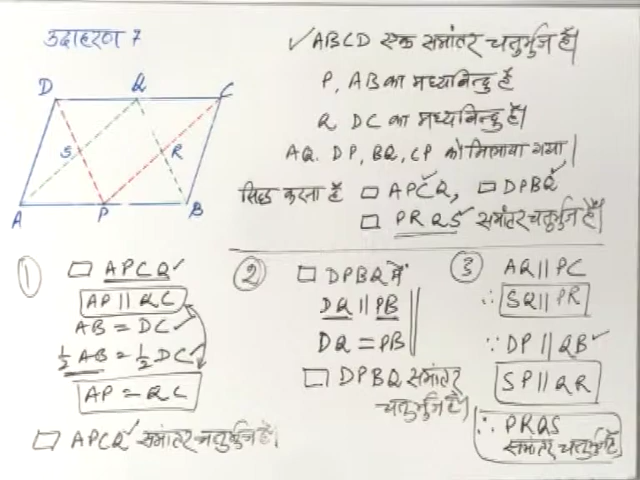 उदाहरण 7
✓ABCD एक समांतर चतुर्भुज है।
P, AB का मध्यबिन्दु है
Q DC का मध्यबिन्दु है।
AQ. DP, BQ, CP को मिलाया गया।
सिद्ध करना है □ APCQ, □ DPBQ
□ PRQS समांतर चतुर्भुज है।
D Q C
S R
A P B
① □ APCQ
AP || QC
AB = DC
½ AB = ½ DC
AP = QC
□ APCQ समांतर चतुर्भुज है।
② □ DPBQ में
DQ || PB
DQ = PB
□ DPBQ समांतर
चतुर्भुज है।
③ AQ || PC
∴ SQ || PR
∵ DP || QB
SP || QR
∴ PRQS
समांतर चतुर्भुज है